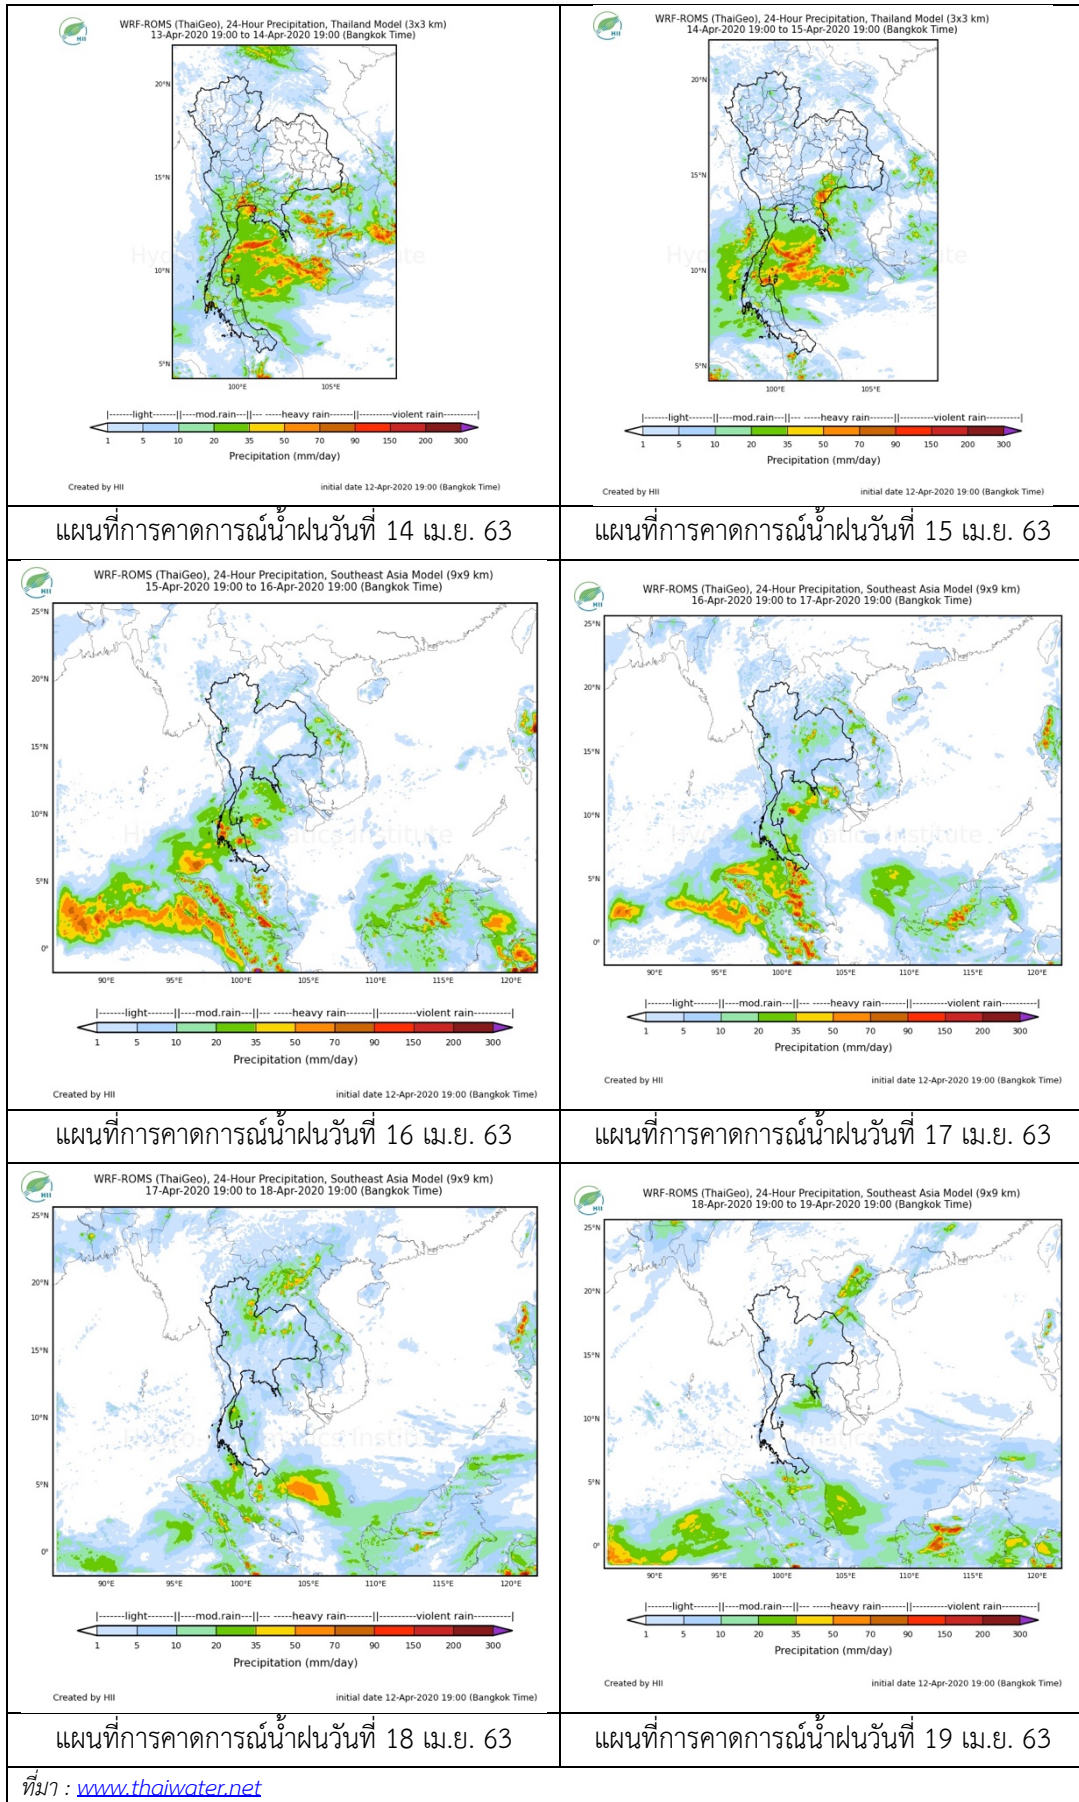 WRF-ROMS (ThaiGeo), 24-Hour Precipitation, Thailand Model (3x3 km)
13-Apr-2020 19:00 to 14-Apr-2020 19:00 (Bangkok Time)
HII
20°N
15°N
10°N
5°N
100°E 105°E
|-------light-------||----mod.rain---||--- -----heavy rain-------||----------violent rain----------|
1 5 10 20 35 50 70 90 150 200 300
Precipitation (mm/day)
Created by HII initial date 12-Apr-2020 19:00 (Bangkok Time)
แผนที่การคาดการณ์น้ำฝนวันที่ 14 เม.ย. 63
WRF-ROMS (ThaiGeo), 24-Hour Precipitation, Thailand Model (3x3 km)
14-Apr-2020 19:00 to 15-Apr-2020 19:00 (Bangkok Time)
HII
20°N
15°N
10°N
5°N
100°E 105°E
|-------light-------||----mod.rain---||--- -----heavy rain-------||----------violent rain----------|
1 5 10 20 35 50 70 90 150 200 300
Precipitation (mm/day)
Created by HII initial date 12-Apr-2020 19:00 (Bangkok Time)
แผนที่การคาดการณ์น้ำฝนวันที่ 15 เม.ย. 63
WRF-ROMS (ThaiGeo), 24-Hour Precipitation, Southeast Asia Model (9x9 km)
15-Apr-2020 19:00 to 16-Apr-2020 19:00 (Bangkok Time)
HII
25°N
20°N
15°N
10°N
5°N
0°
90°E 95°E 100°E 105°E 110°E 115°E 120°E
|-------light-------||----mod.rain---||--- -----heavy rain-------||----------violent rain----------|
1 5 10 20 35 50 70 90 150 200 300
Precipitation (mm/day)
Created by HII initial date 12-Apr-2020 19:00 (Bangkok Time)
แผนที่การคาดการณ์น้ำฝนวันที่ 16 เม.ย. 63
WRF-ROMS (ThaiGeo), 24-Hour Precipitation, Southeast Asia Model (9x9 km)
16-Apr-2020 19:00 to 17-Apr-2020 19:00 (Bangkok Time)
HII
25°N
20°N
15°N
10°N
5°N
0°
90°E 95°E 100°E 105°E 110°E 115°E 120°E
|-------light-------||----mod.rain---||--- -----heavy rain-------||----------violent rain----------|
1 5 10 20 35 50 70 90 150 200 300
Precipitation (mm/day)
Created by HII initial date 12-Apr-2020 19:00 (Bangkok Time)
แผนที่การคาดการณ์น้ำฝนวันที่ 17 เม.ย. 63
WRF-ROMS (ThaiGeo), 24-Hour Precipitation, Southeast Asia Model (9x9 km)
17-Apr-2020 19:00 to 18-Apr-2020 19:00 (Bangkok Time)
HII
25°N
20°N
15°N
10°N
5°N
0°
90°E 95°E 100°E 105°E 110°E 115°E 120°E
|-------light-------||----mod.rain---||--- -----heavy rain-------||----------violent rain----------|
1 5 10 20 35 50 70 90 150 200 300
Precipitation (mm/day)
Created by HII initial date 12-Apr-2020 19:00 (Bangkok Time)
แผนที่การคาดการณ์น้ำฝนวันที่ 18 เม.ย. 63
WRF-ROMS (ThaiGeo), 24-Hour Precipitation, Southeast Asia Model (9x9 km)
18-Apr-2020 19:00 to 19-Apr-2020 19:00 (Bangkok Time)
HII
25°N
20°N
15°N
10°N
5°N
0°
90°E 95°E 100°E 105°E 110°E 115°E 120°E
|-------light-------||----mod.rain---||--- -----heavy rain-------||----------violent rain----------|
1 5 10 20 35 50 70 90 150 200 300
Precipitation (mm/day)
Created by HII initial date 12-Apr-2020 19:00 (Bangkok Time)
แผนที่การคาดการณ์น้ำฝนวันที่ 19 เม.ย. 63
ที่มา : www.thaiwater.net